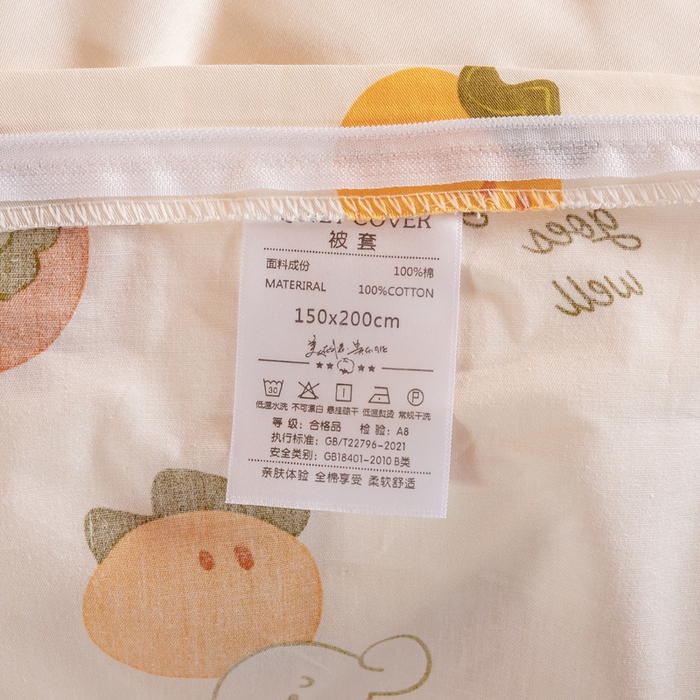 COVER
被套
面料成份 100%棉
MATERIRAL 100%COTTON
150x200cm
30 P
低温水洗 不可漂白 悬挂晾干 低温熨烫 常规干洗
等 级：合格品 检 验：A8
执行标准：GB/T22796-2021
安全类别：GB18401-2010 B类
亲肤体验 全棉享受 柔软舒适
goes
well